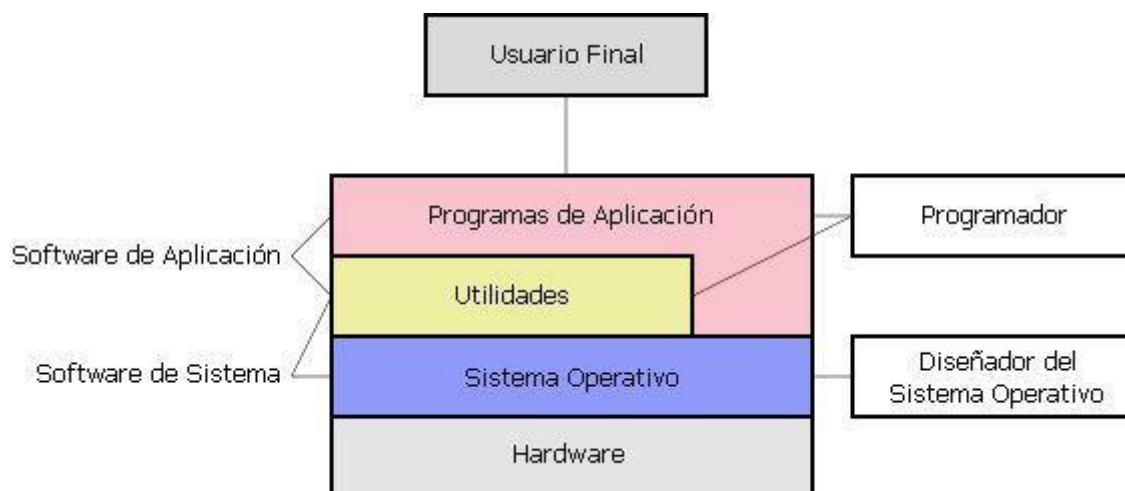 Usuario Final
Programas de Aplicación
Programador
Software de Aplicación
Utilidades
Software de Sistema
Sistema Operativo
Diseñador del
Sistema Operativo
Hardware